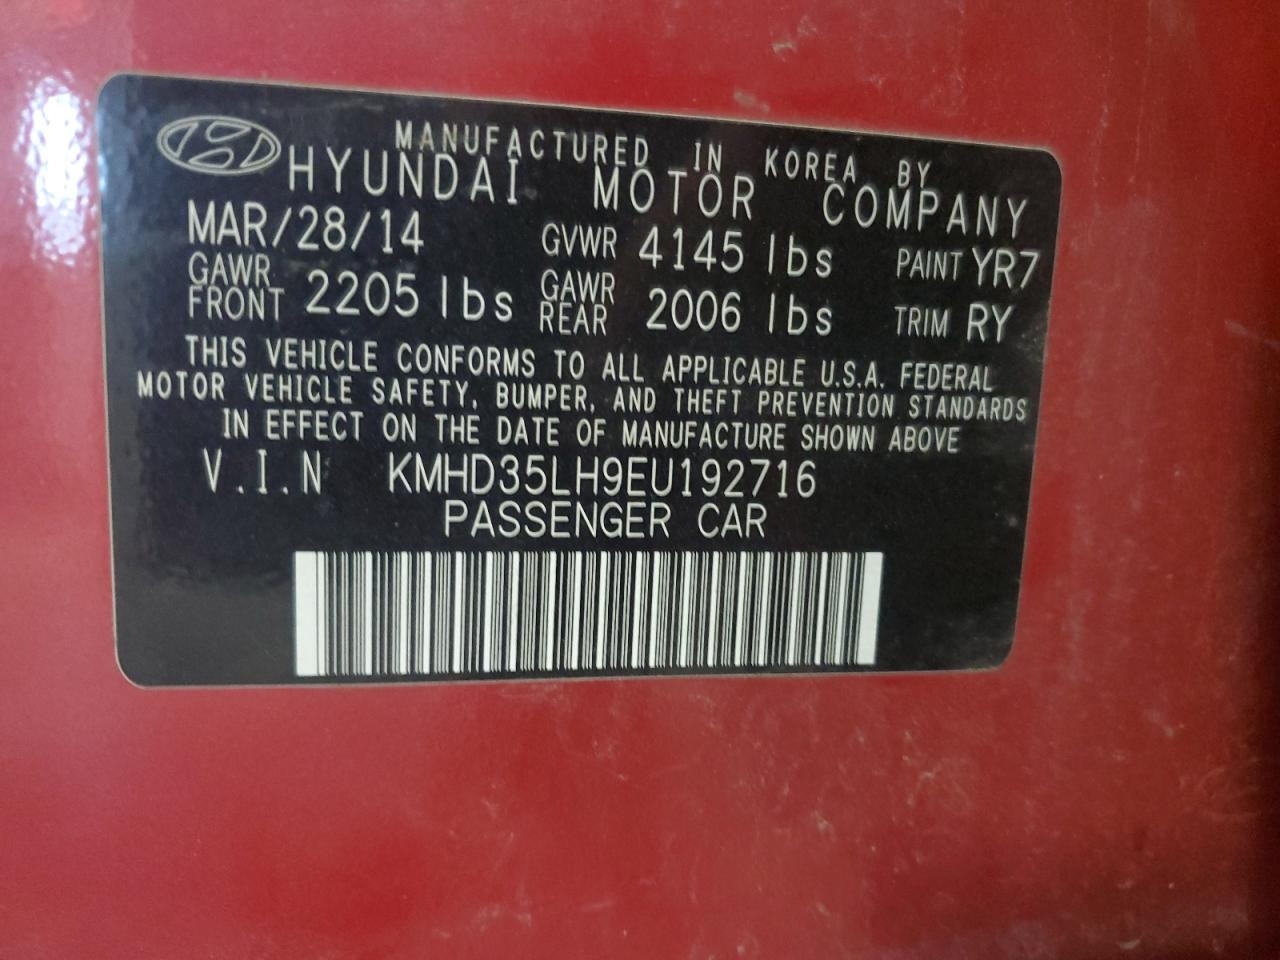 MANUFACTURED IN KOREA BY
HYUNDAI MOTOR COMPANY
MAR/28/14 GVWR 4145 lbs PAINT YR7
GAWR FRONT 2205 lbs GAWR REAR 2006 lbs TRIM RY
THIS VEHICLE CONFORMS TO ALL APPLICABLE U.S.A. FEDERAL
MOTOR VEHICLE SAFETY, BUMPER, AND THEFT PREVENTION STANDARDS
IN EFFECT ON THE DATE OF MANUFACTURE SHOWN ABOVE
V.I.N KMHD35LH9EU192716
PASSENGER CAR